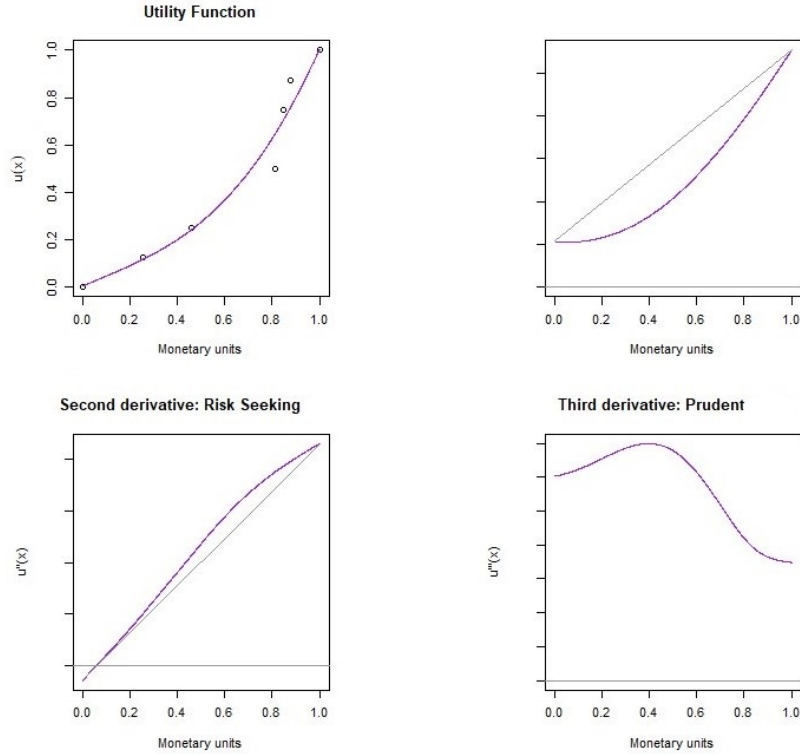 Utility Function
u(x)
1.0
0.8
0.6
0.4
0.2
0.0
0.0 0.2 0.4 0.6 0.8 1.0
Monetary units
0.0 0.2 0.4 0.6 0.8 1.0
Monetary units
Second derivative: Risk Seeking
u''(x)
0.0 0.2 0.4 0.6 0.8 1.0
Monetary units
Third derivative: Prudent
u'''(x)
0.0 0.2 0.4 0.6 0.8 1.0
Monetary units